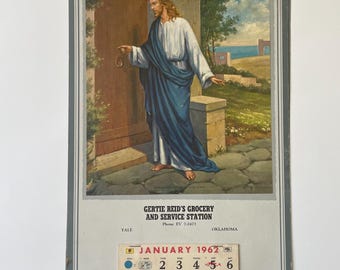 GERTIE REID'S GROCERY
AND SERVICE STATION
YALE OKLAHOMA
JANUARY 1962
2 3 4 5 6